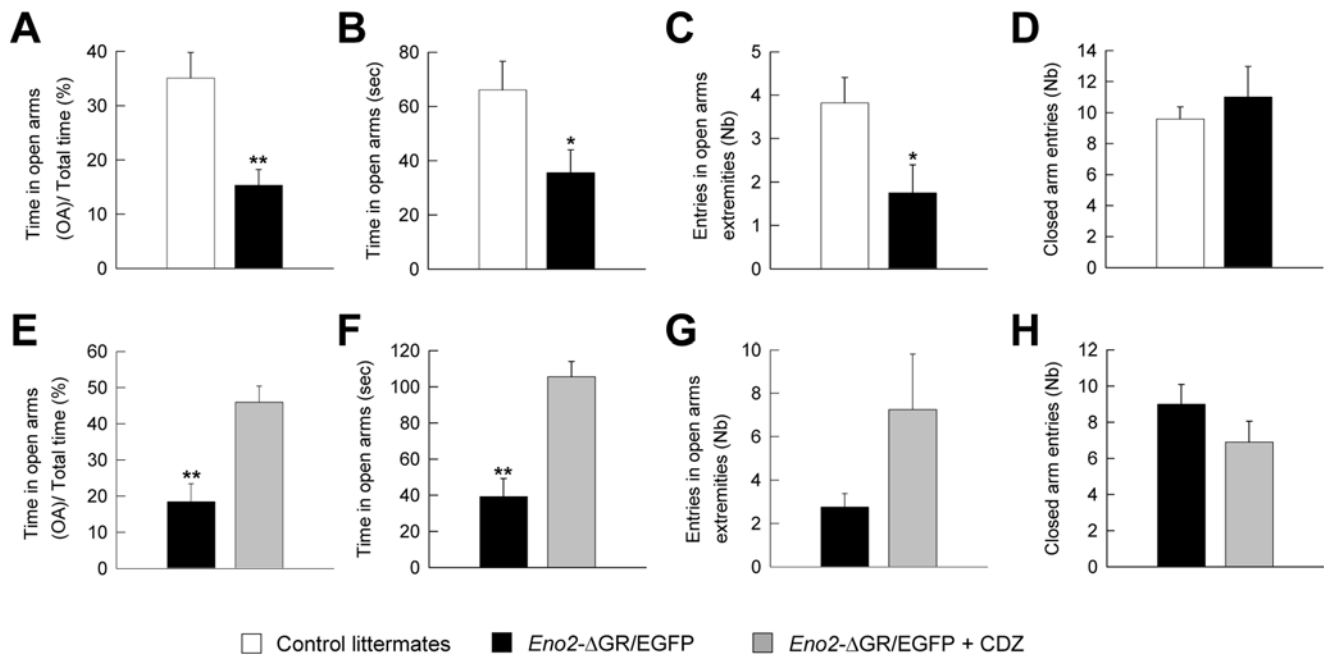 A
Time in open arms
(OA)/ Total time (%)
40
30
20
10
0
**
B
Time in open arms (sec)
80
60
40
20
0
*
C
Entries in open arms
extremities (Nb)
5
4
3
2
1
0
*
D
Closed arm entries (Nb)
14
12
10
8
6
4
2
0
E
Time in open arms
(OA)/ Total time (%)
60
50
40
30
20
10
0
**
F
Time in open arms (sec)
120
100
80
60
40
20
0
**
G
Entries in open arms
extremities (Nb)
10
8
6
4
2
0
H
Closed arm entries (Nb)
12
10
8
6
4
2
0
Control littermates
Eno2-ΔGR/EGFP
Eno2-ΔGR/EGFP + CDZ